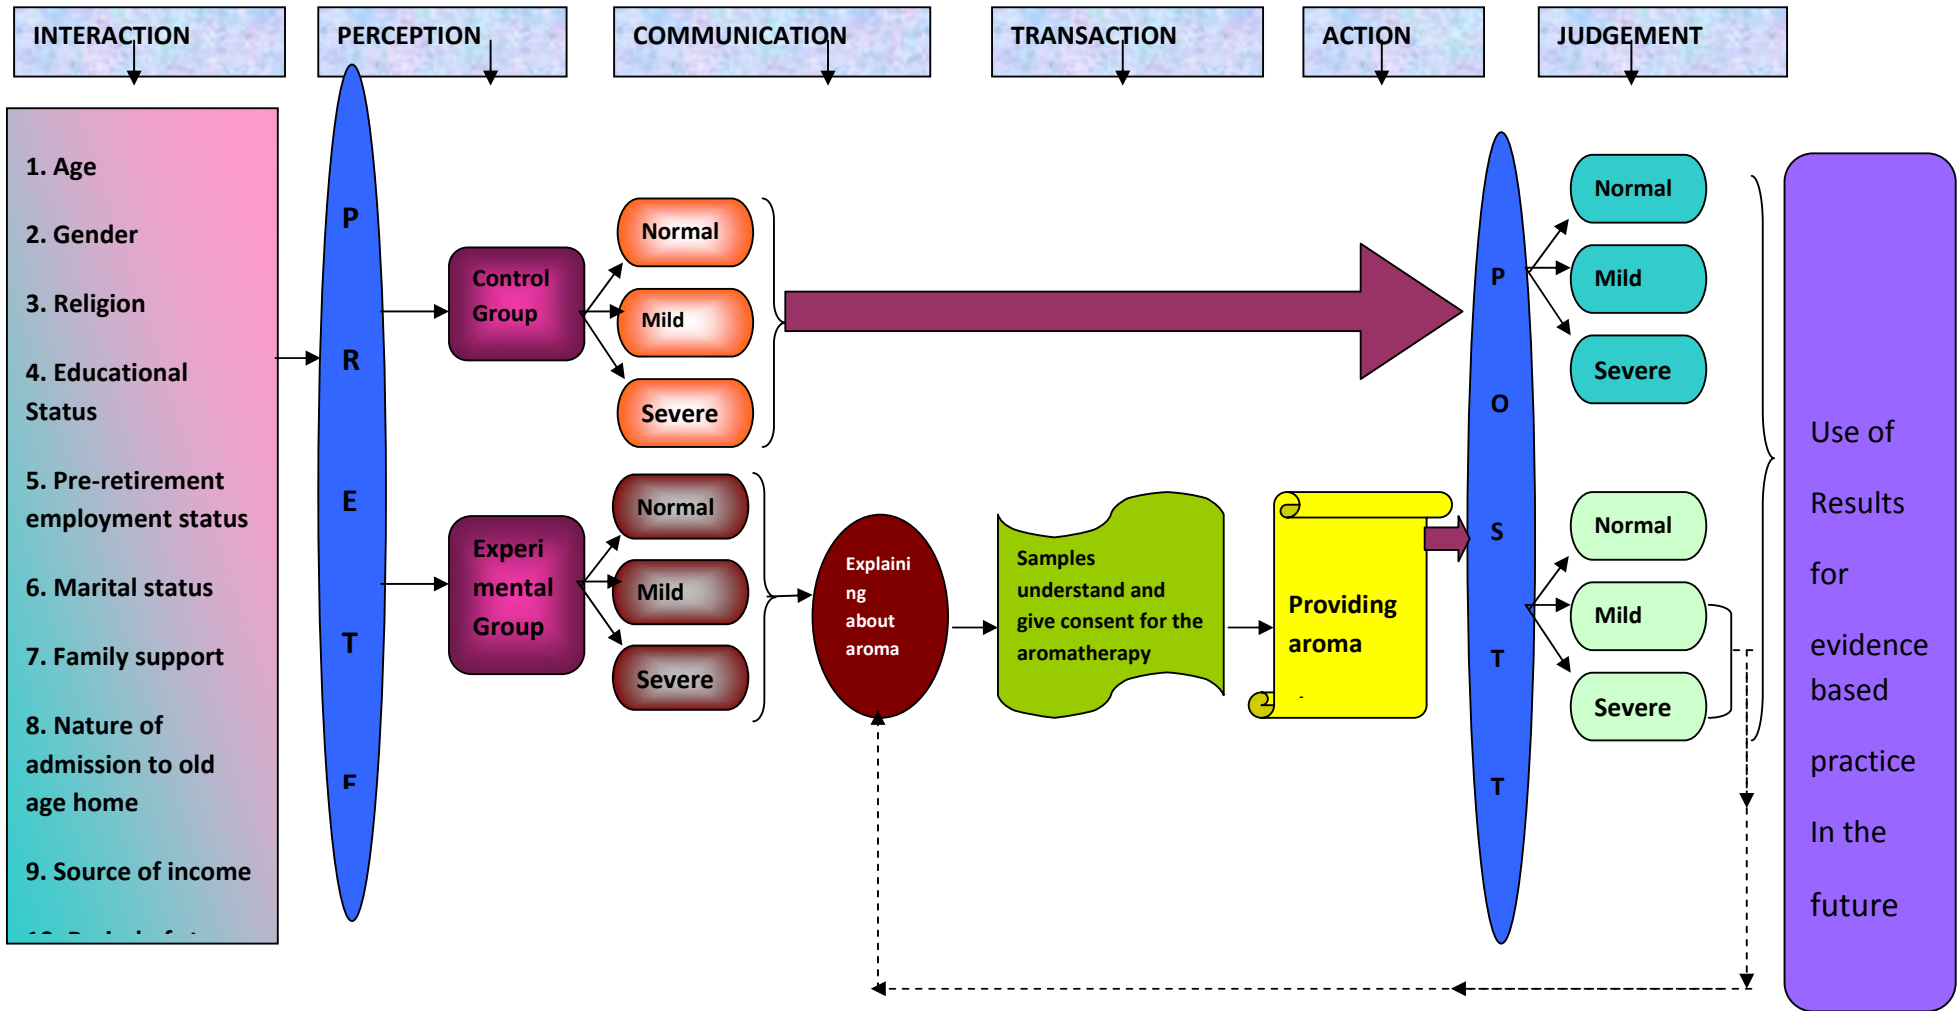 INTERACTION
PERCEPTION
COMMUNICATION
TRANSACTION
ACTION
JUDGEMENT
1. Age
2. Gender
3. Religion
4. Educational
Status
5. Pre-retirement
employment status
6. Marital status
7. Family support
8. Nature of
admission to old
age home
9. Source of income
P
R
E
T
Control
Group
Normal
Mild
Severe
Experi
mental
Group
Normal
Mild
Severe
Explaini
ng
about
aroma
Samples
understand and
give consent for the
aromatherapy
Providing
aroma
P
O
S
T
T
Normal
Mild
Severe
Normal
Mild
Severe
Use of
Results
for
evidence
based
practice
In the
future